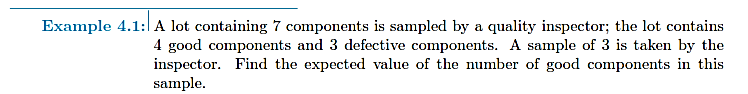 Example 4.1: A lot containing 7 components is sampled by a quality inspector; the lot contains
4 good components and 3 defective components. A sample of 3 is taken by the
inspector. Find the expected value of the number of good components in this
sample.